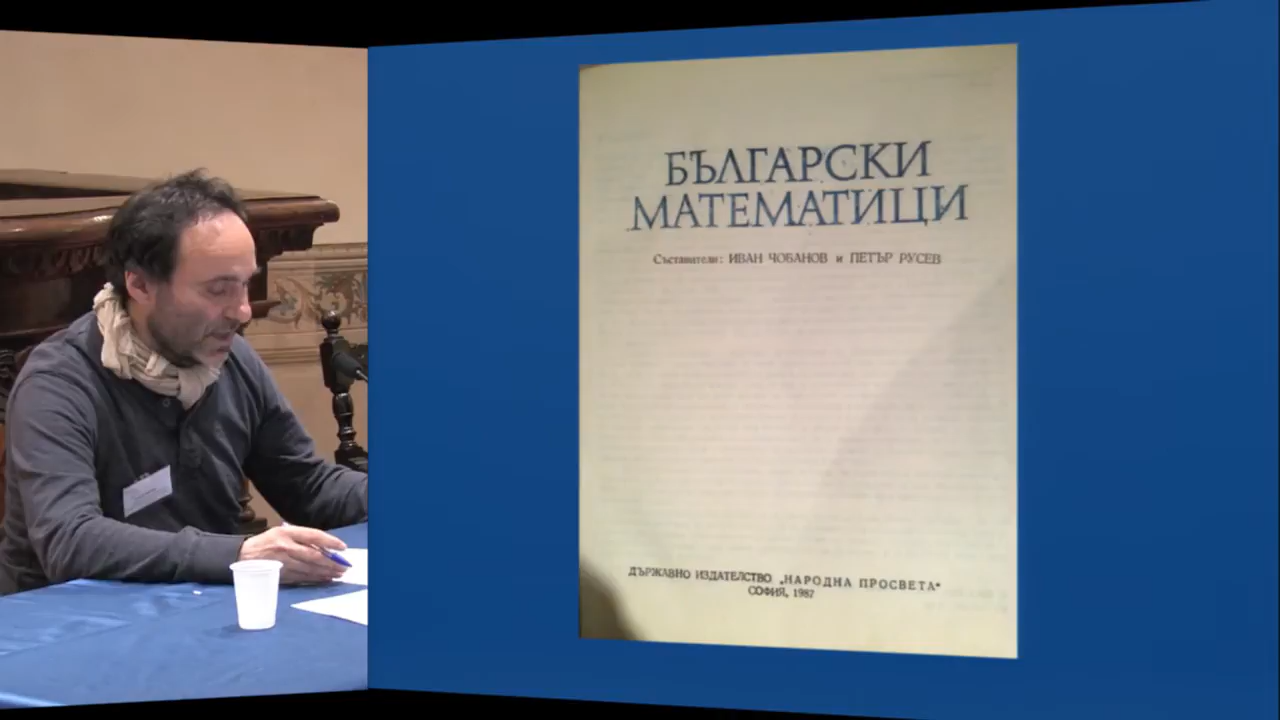 БЪЛГАРСКИ
МАТЕМАТИЦИ
Съставители: ИВАН ЧОБАНОВ и ПЕТЪР РУСЕВ
ДЪРЖАВНО ИЗДАТЕЛСТВО „НАРОДНА ПРОСВЕТА“
СОФИЯ, 1987